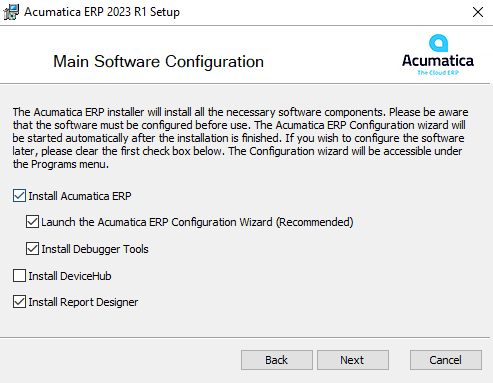 Acumatica ERP 2023 R1 Setup
Main Software Configuration
Acumatica
The Cloud ERP
The Acumatica ERP installer will install all the necessary software components. Please be aware
that the software must be configured before use. The Acumatica ERP Configuration wizard will
be started automatically after the installation is finished. If you wish to configure the software
later, please clear the first check box below. The Configuration wizard will be accessible under
the Programs menu.
Install Acumatica ERP
Launch the Acumatica ERP Configuration Wizard (Recommended)
Install Debugger Tools
Install DeviceHub
Install Report Designer
Back Next Cancel